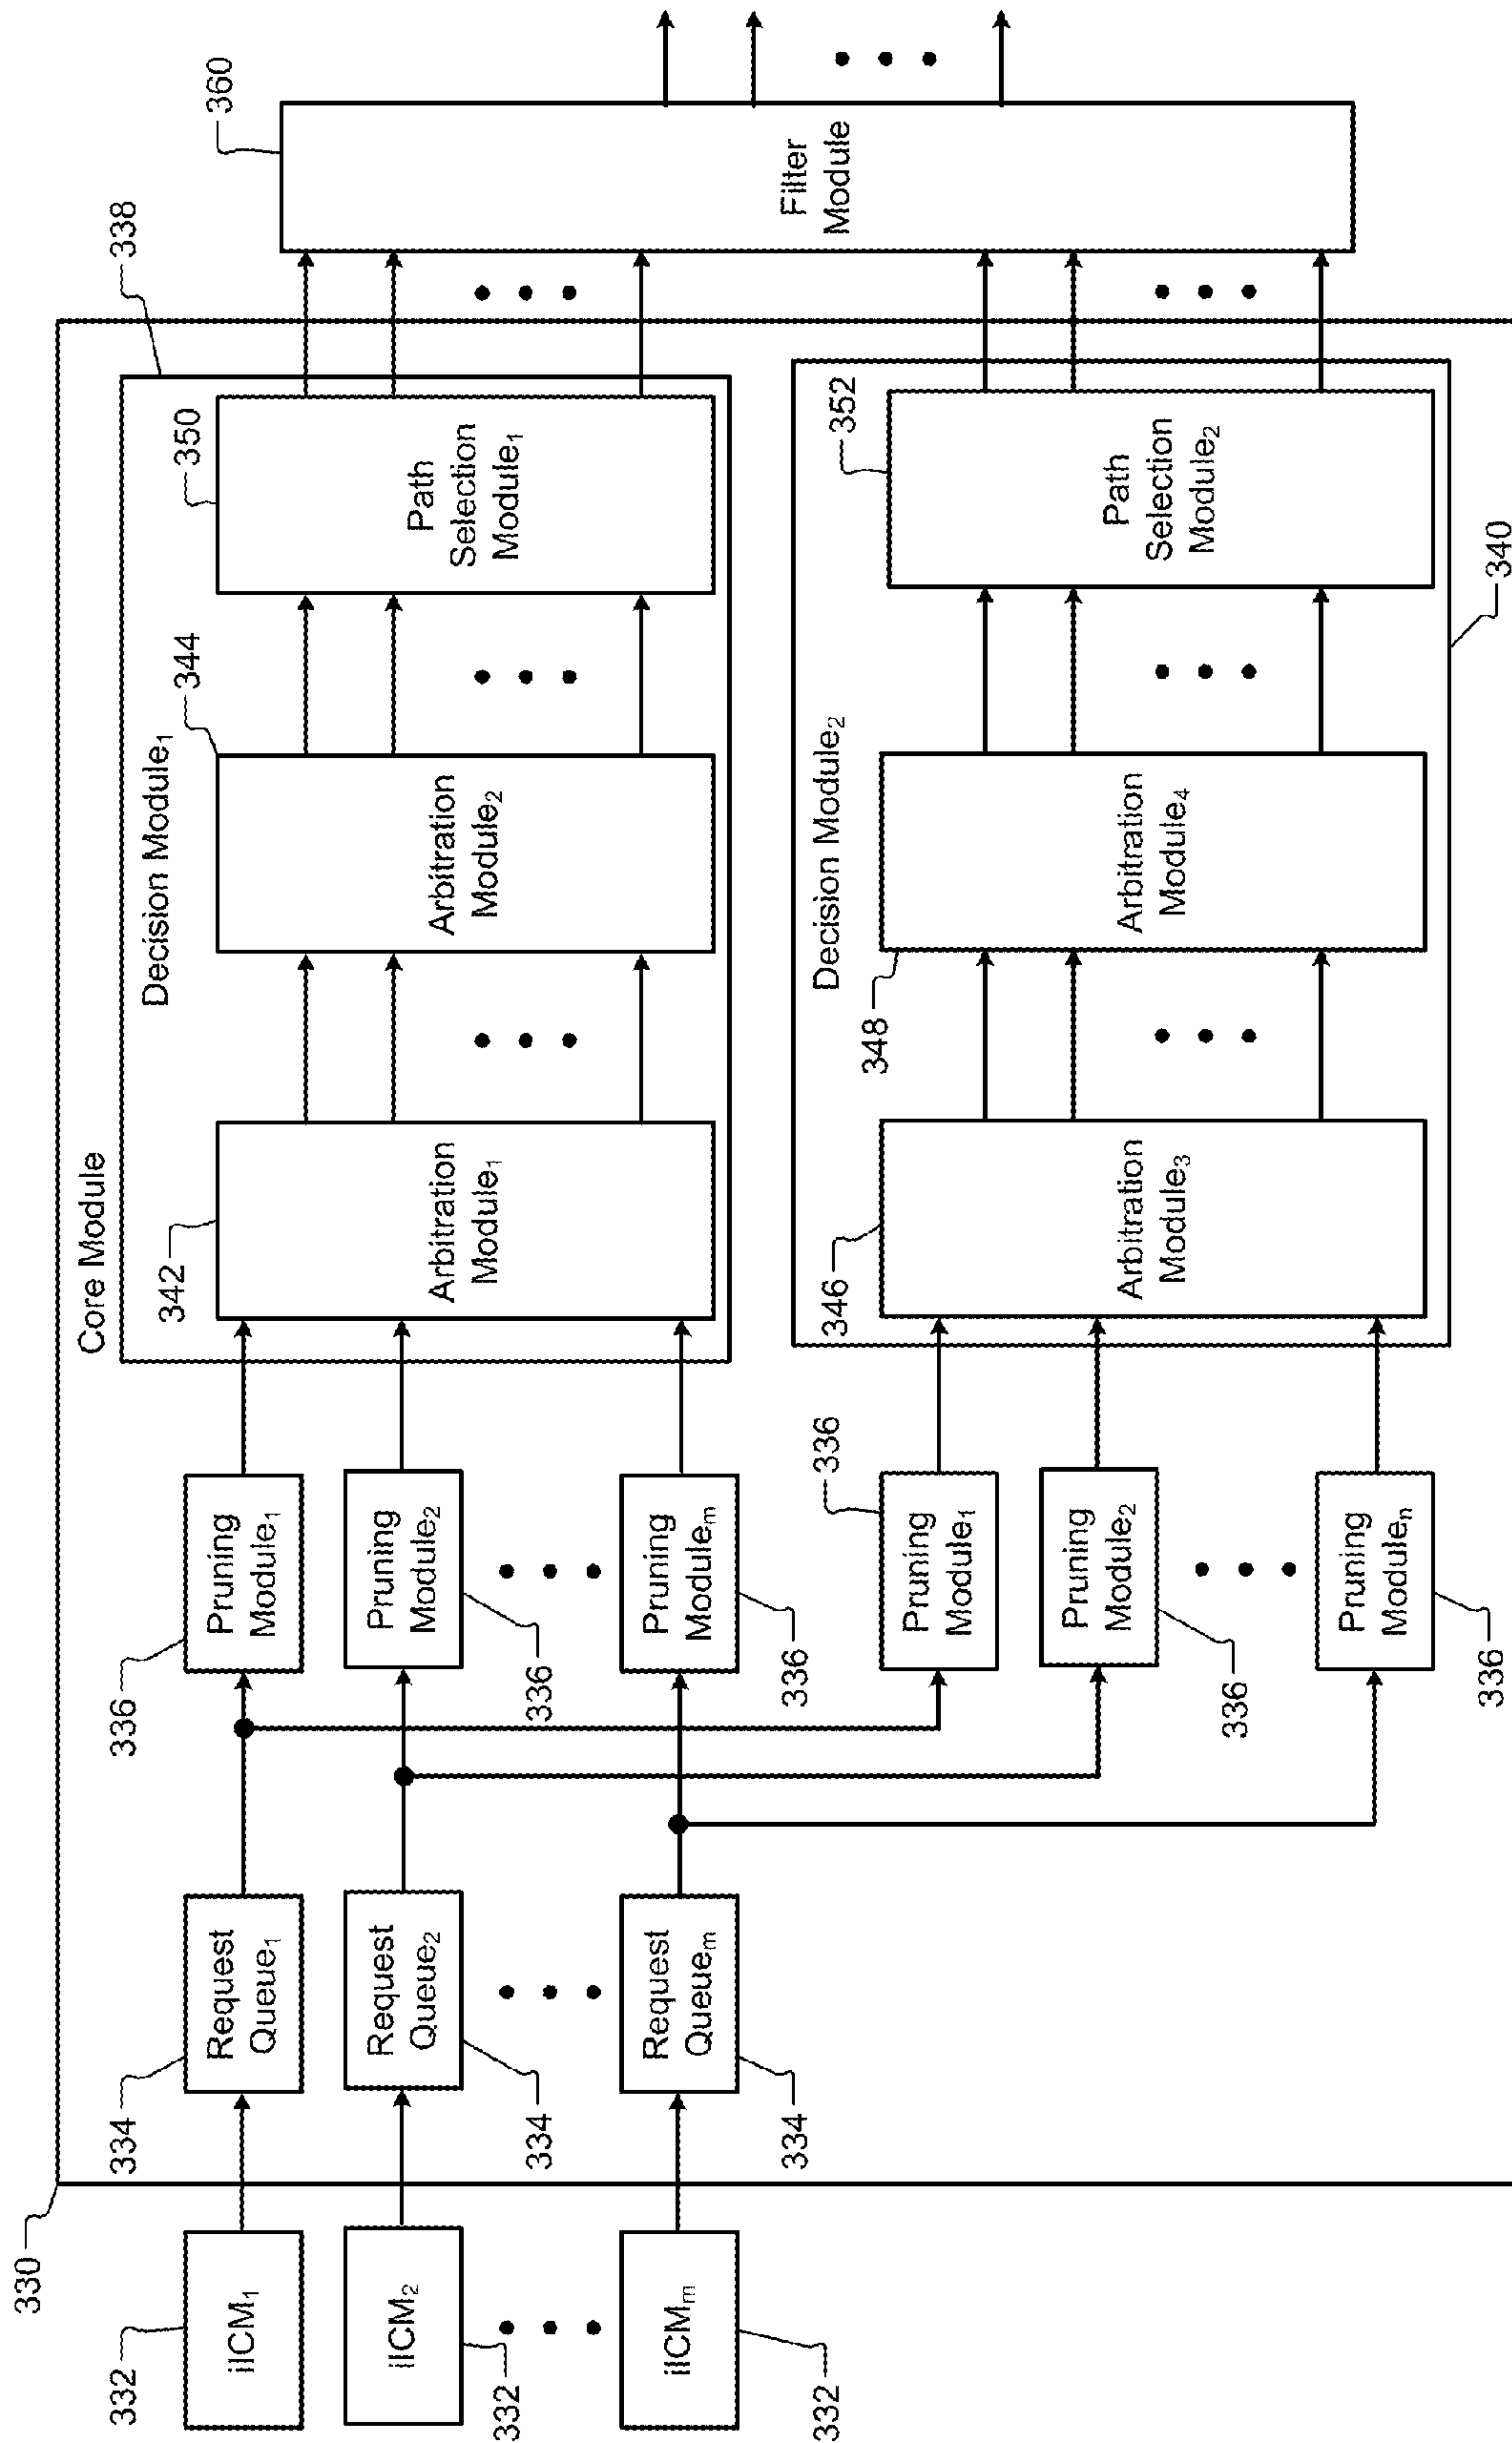 330
332
iICM₁
334
Request
Queue₁
336
Pruning
Module₁
iICM₂
332
Request
Queue₂
334
Pruning
Module₂
336
iICMₘ
332
Request
Queueₘ
334
Pruning
Moduleₘ
336
Core Module
Decision Module₁
338
342
Arbitration
Module₁
344
Arbitration
Module₂
350
Path
Selection
Module₁
336
Pruning
Module₁
Pruning
Module₂
336
Pruning
Moduleₙ
336
Decision Module₂
340
346
Arbitration
Module₃
348
Arbitration
Module₄
352
Path
Selection
Module₂
360
Filter
Module